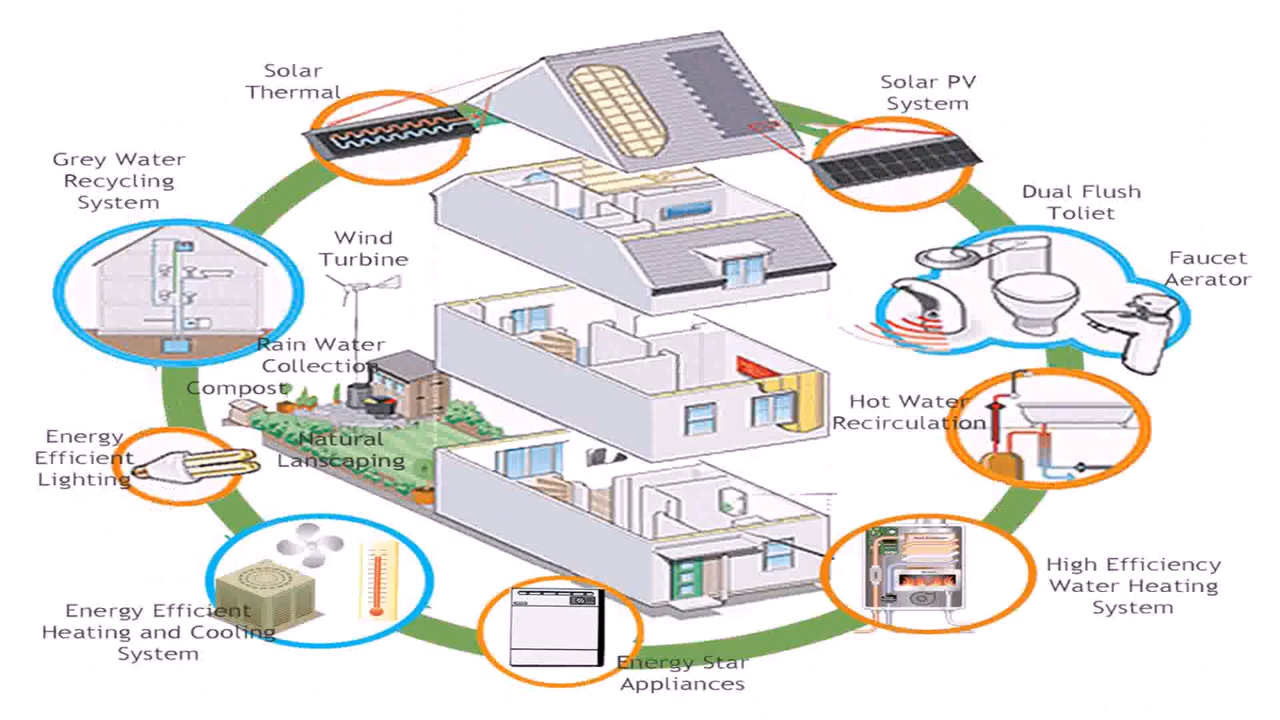 Solar
Thermal
Solar PV
System
Grey Water
Recycling
System
Dual Flush
Toliet
Wind
Turbine
Faucet
Aerator
Rain Water
Collection
Compost
Hot Water
Recirculation
Energy
Efficient
Lighting
Natural
Lanscaping
High Efficiency
Water Heating
System
Energy Efficient
Heating and Cooling
System
Energy Star
Appliances